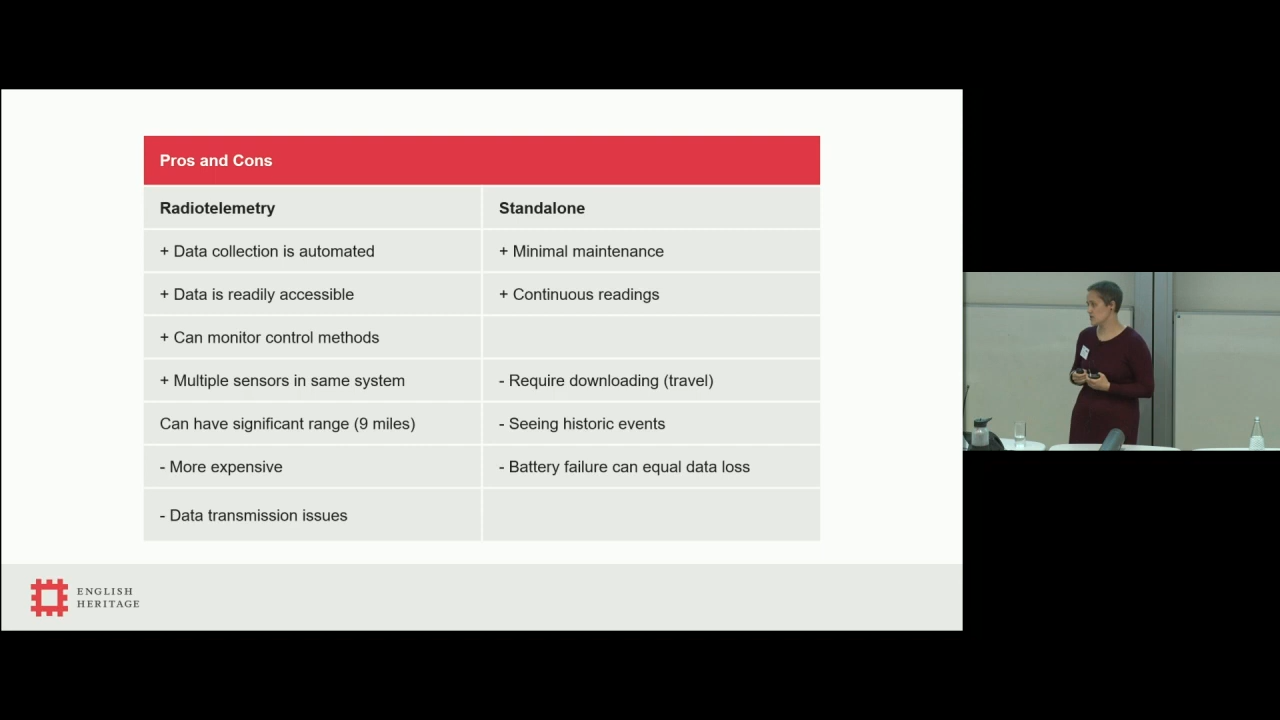 Pros and Cons
Radiotelemetry
Standalone
+ Data collection is automated
+ Minimal maintenance
+ Data is readily accessible
+ Continuous readings
+ Can monitor control methods
+ Multiple sensors in same system
- Require downloading (travel)
Can have significant range (9 miles)
- Seeing historic events
- More expensive
- Battery failure can equal data loss
- Data transmission issues
ENGLISH
HERITAGE